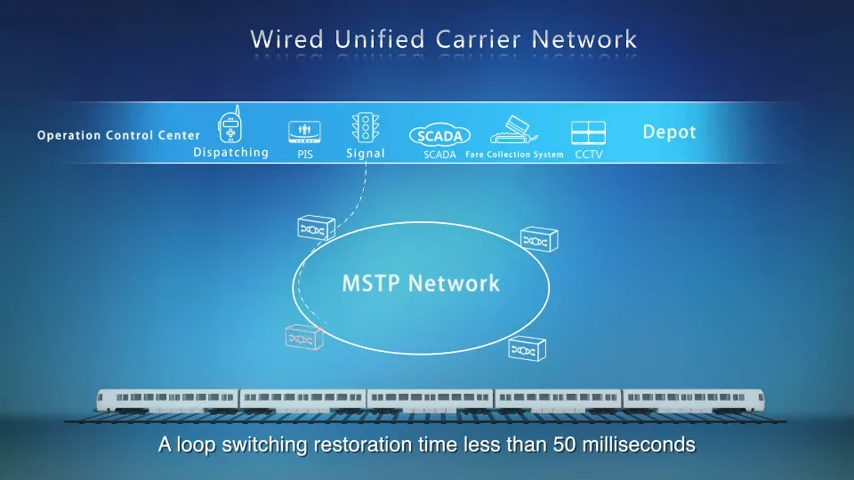 Wired Unified Carrier Network
Operation Control Center
Dispatching
PIS
Signal
SCADA
SCADA
Fare Collection System
CCTV
Depot
MSTP Network
A loop switching restoration time less than 50 milliseconds